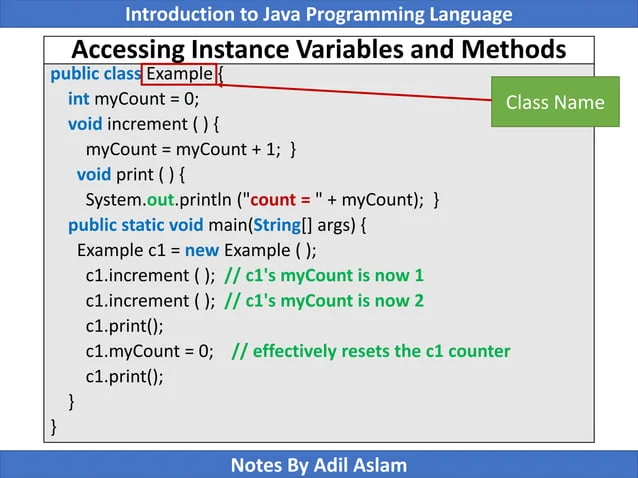 Introduction to Java Programming Language
Accessing Instance Variables and Methods
public class Example {
Class Name
int myCount = 0;
void increment ( ) {
myCount = myCount + 1;  }
void print ( ) {
System.out.println ("count = " + myCount);  }
public static void main(String[] args) {
Example c1 = new Example ( );
c1.increment ( );  // c1's myCount is now 1
c1.increment ( );  // c1's myCount is now 2
c1.print();
c1.myCount = 0;   // effectively resets the c1 counter
c1.print();
}
}
Notes By Adil Aslam